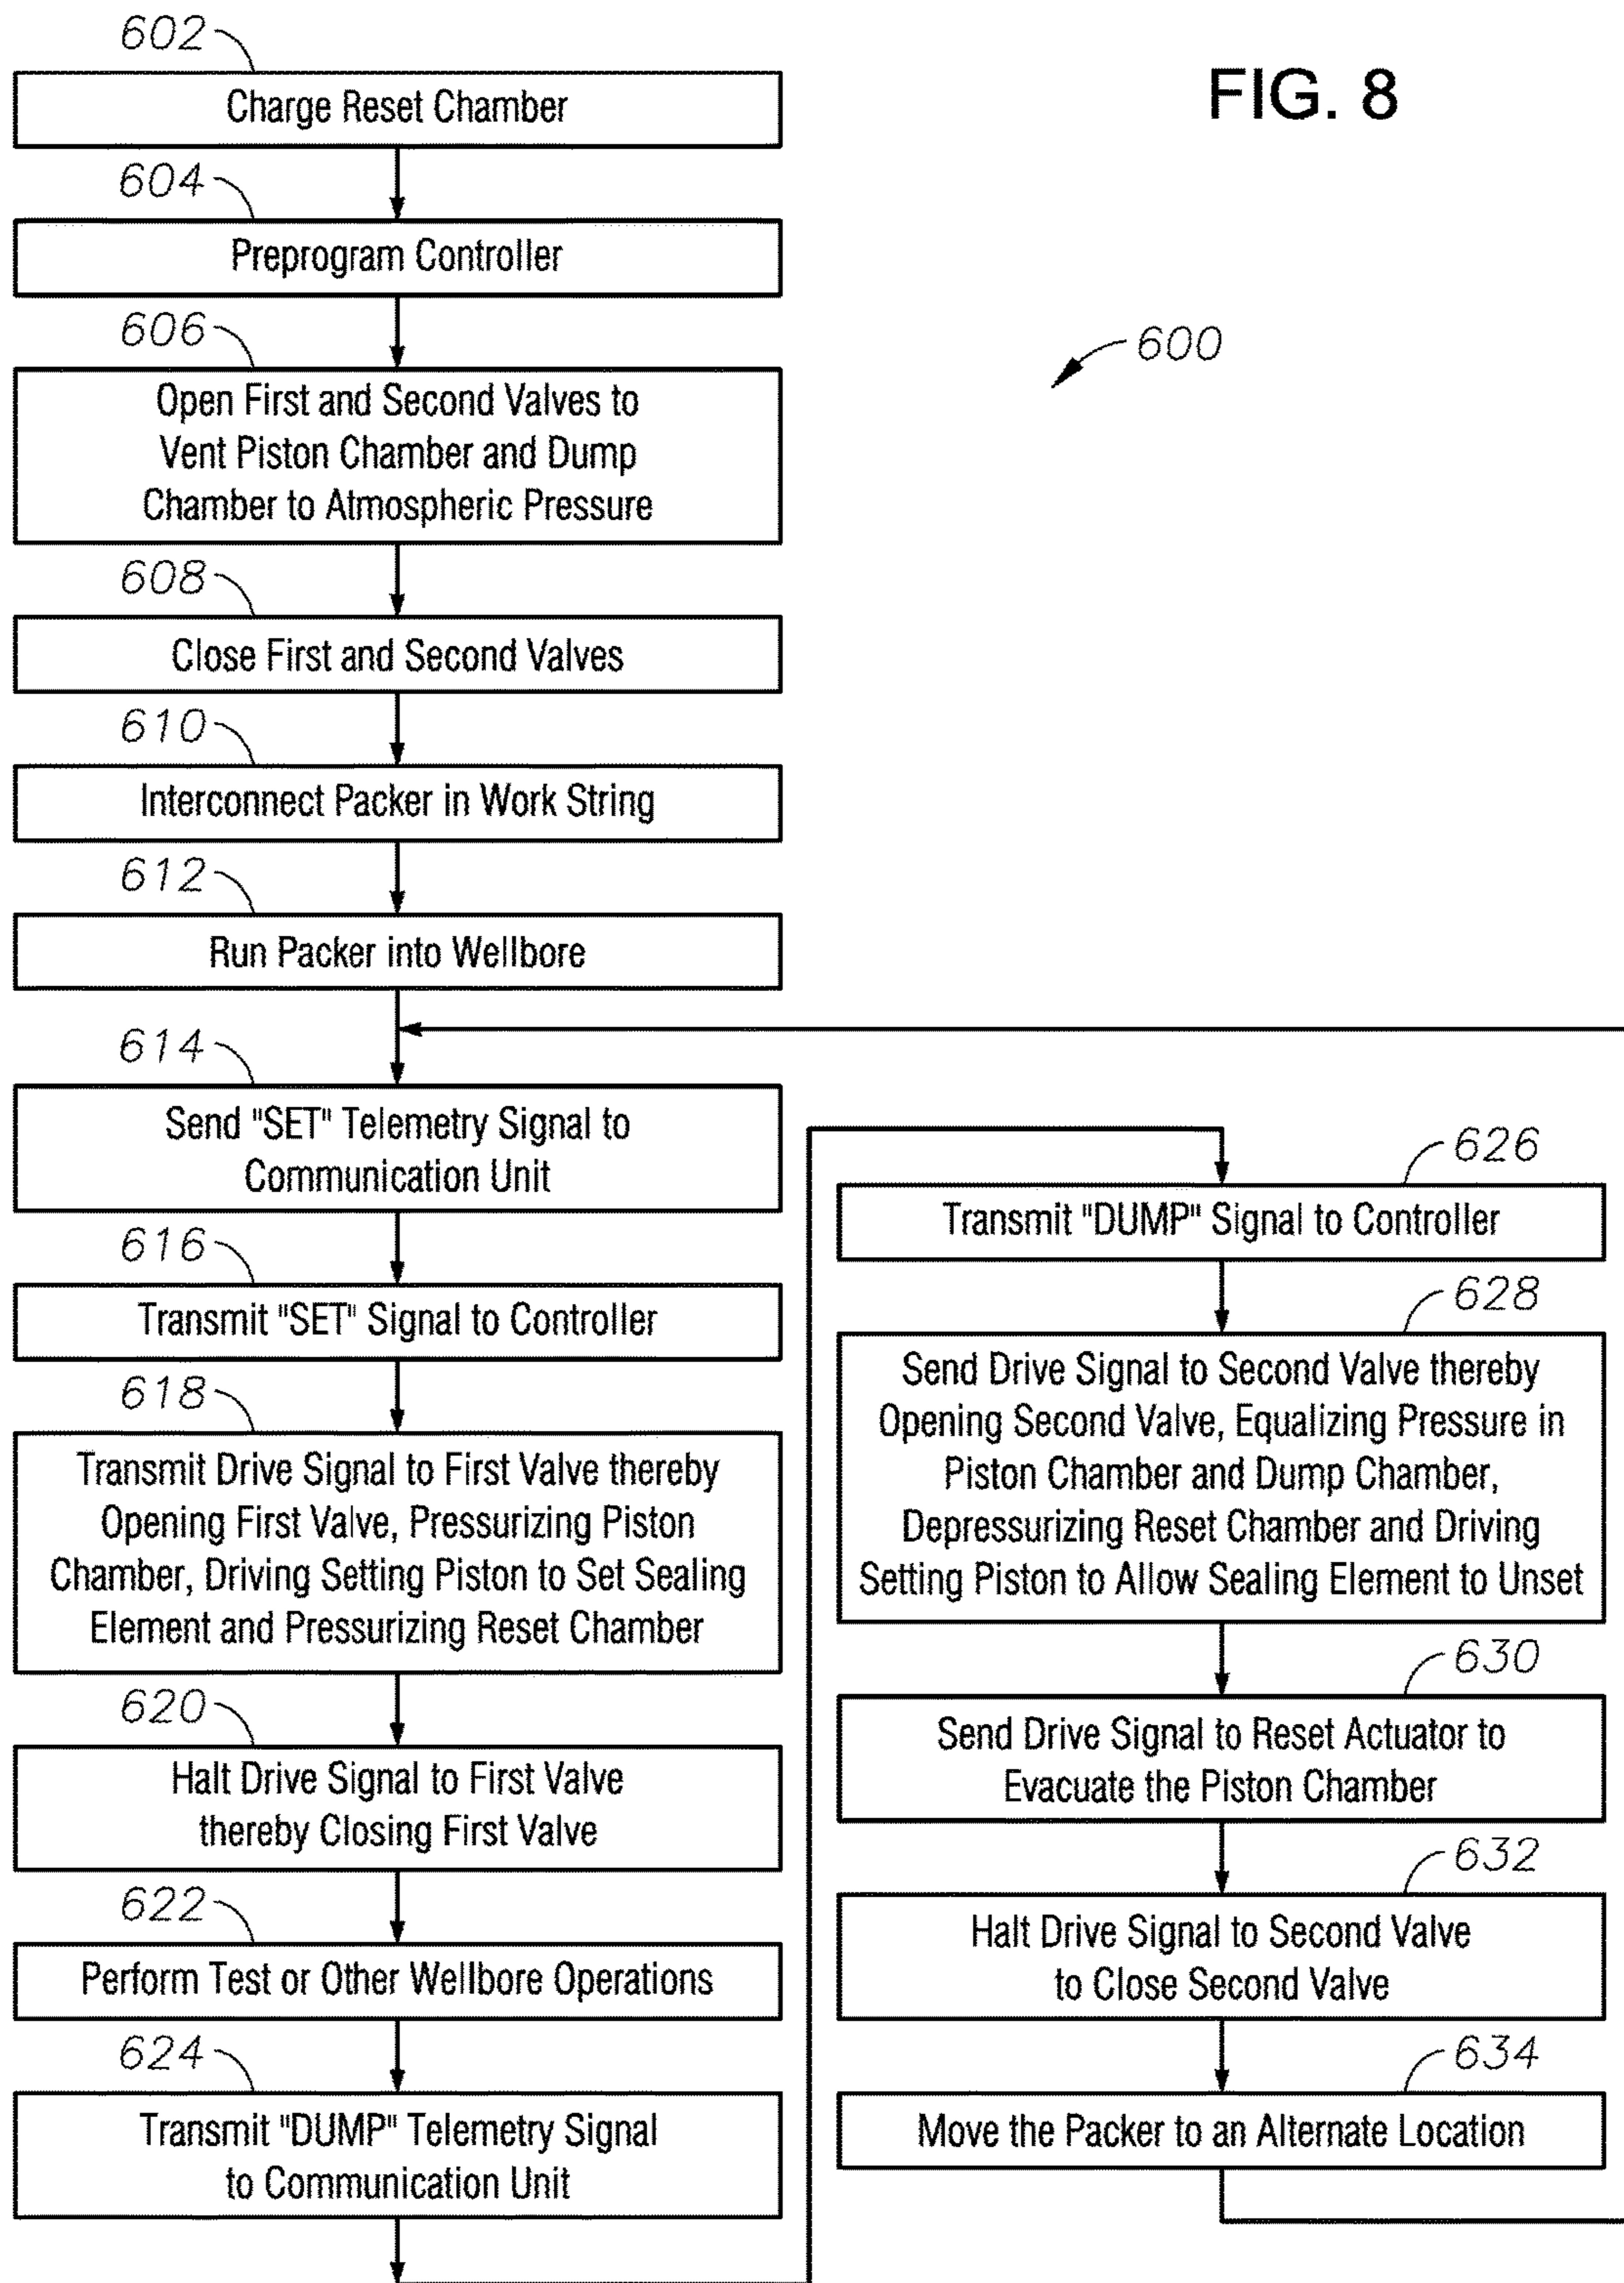 FIG. 8
600
602
Charge Reset Chamber
604
Preprogram Controller
606
Open First and Second Valves to
Vent Piston Chamber and Dump
Chamber to Atmospheric Pressure
608
Close First and Second Valves
610
Interconnect Packer in Work String
612
Run Packer into Wellbore
614
Send "SET" Telemetry Signal to
Communication Unit
616
Transmit "SET" Signal to Controller
618
Transmit Drive Signal to First Valve thereby
Opening First Valve, Pressurizing Piston
Chamber, Driving Setting Piston to Set Sealing
Element and Pressurizing Reset Chamber
620
Halt Drive Signal to First Valve
thereby Closing First Valve
622
Perform Test or Other Wellbore Operations
624
Transmit "DUMP" Telemetry Signal
to Communication Unit
626
Transmit "DUMP" Signal to Controller
628
Send Drive Signal to Second Valve thereby
Opening Second Valve, Equalizing Pressure in
Piston Chamber and Dump Chamber,
Depressurizing Reset Chamber and Driving
Setting Piston to Allow Sealing Element to Unset
630
Send Drive Signal to Reset Actuator to
Evacuate the Piston Chamber
632
Halt Drive Signal to Second Valve
to Close Second Valve
634
Move the Packer to an Alternate Location